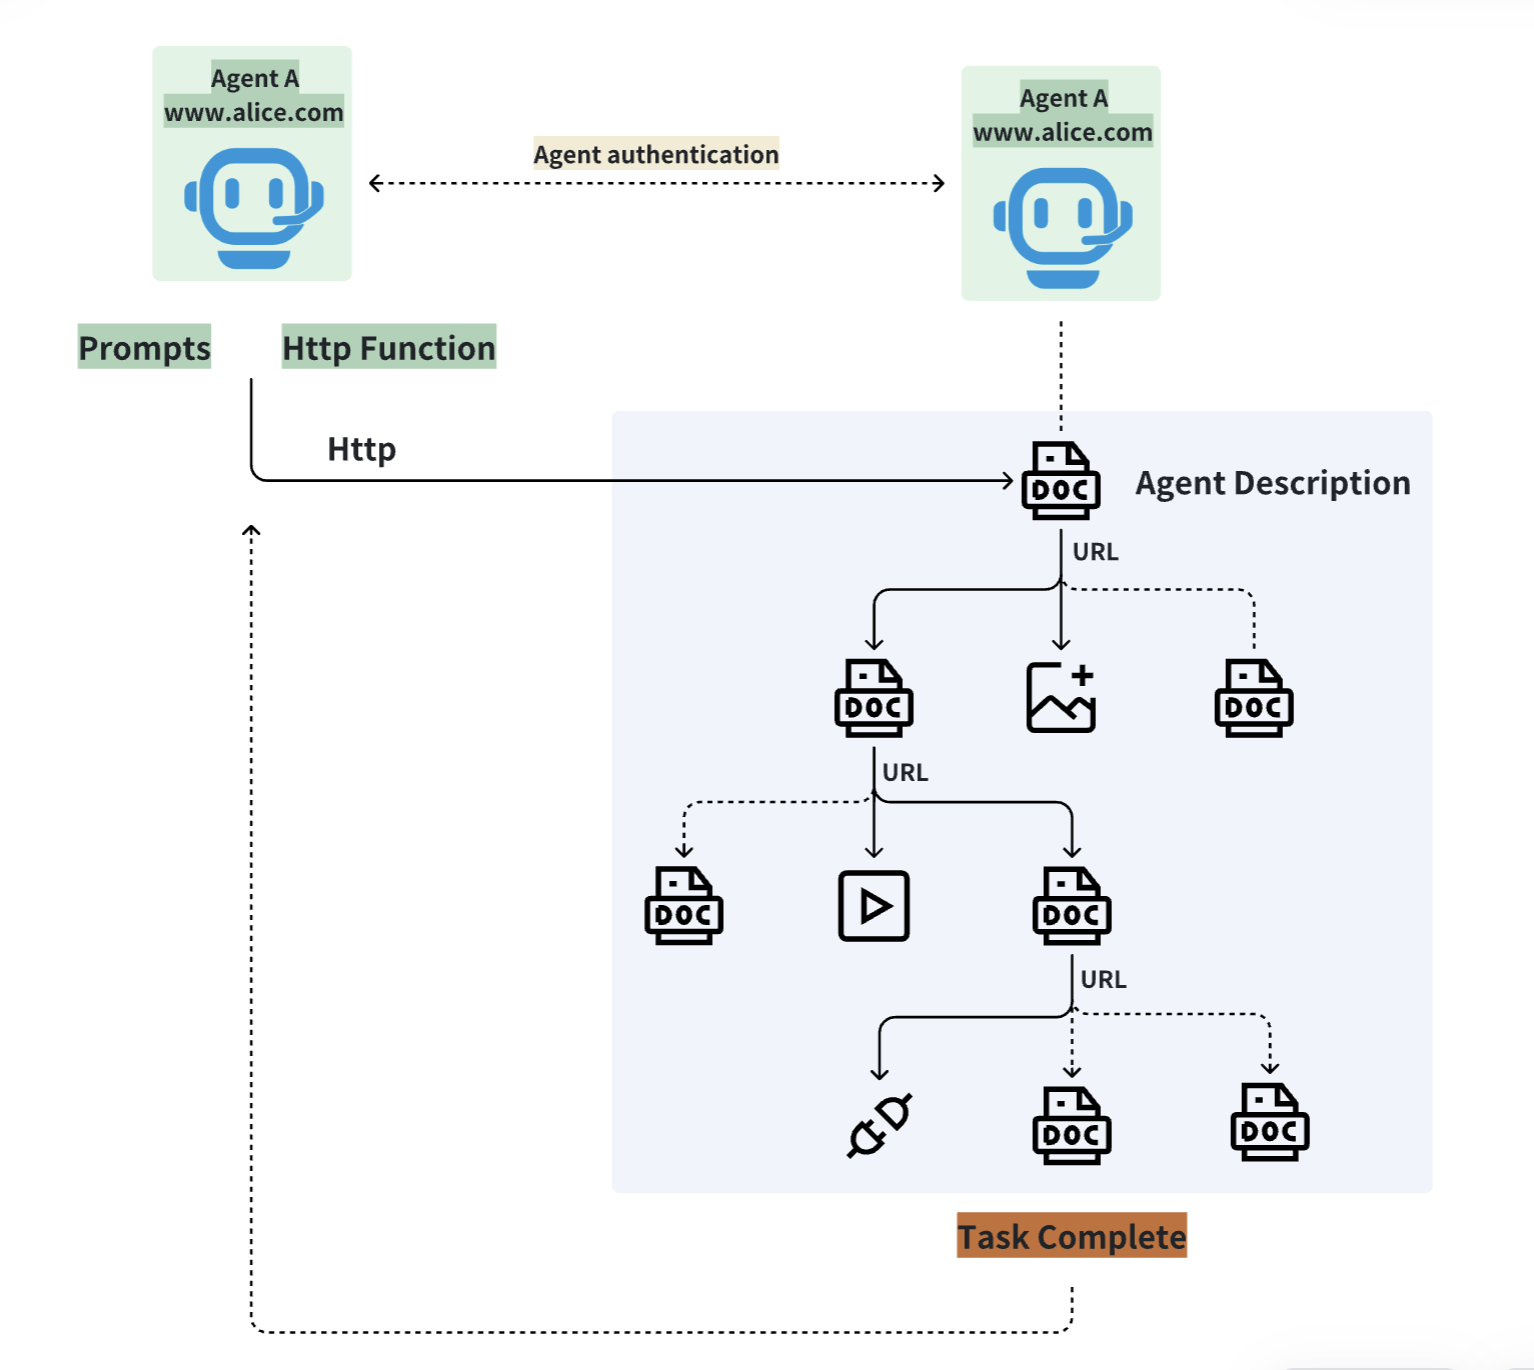 Agent A
www.alice.com
Agent A
www.alice.com
Agent authentication
Prompts
Http Function
Http
DOC
Agent Description
URL
DOC
DOC
URL
DOC
DOC
URL
DOC
DOC
Task Complete